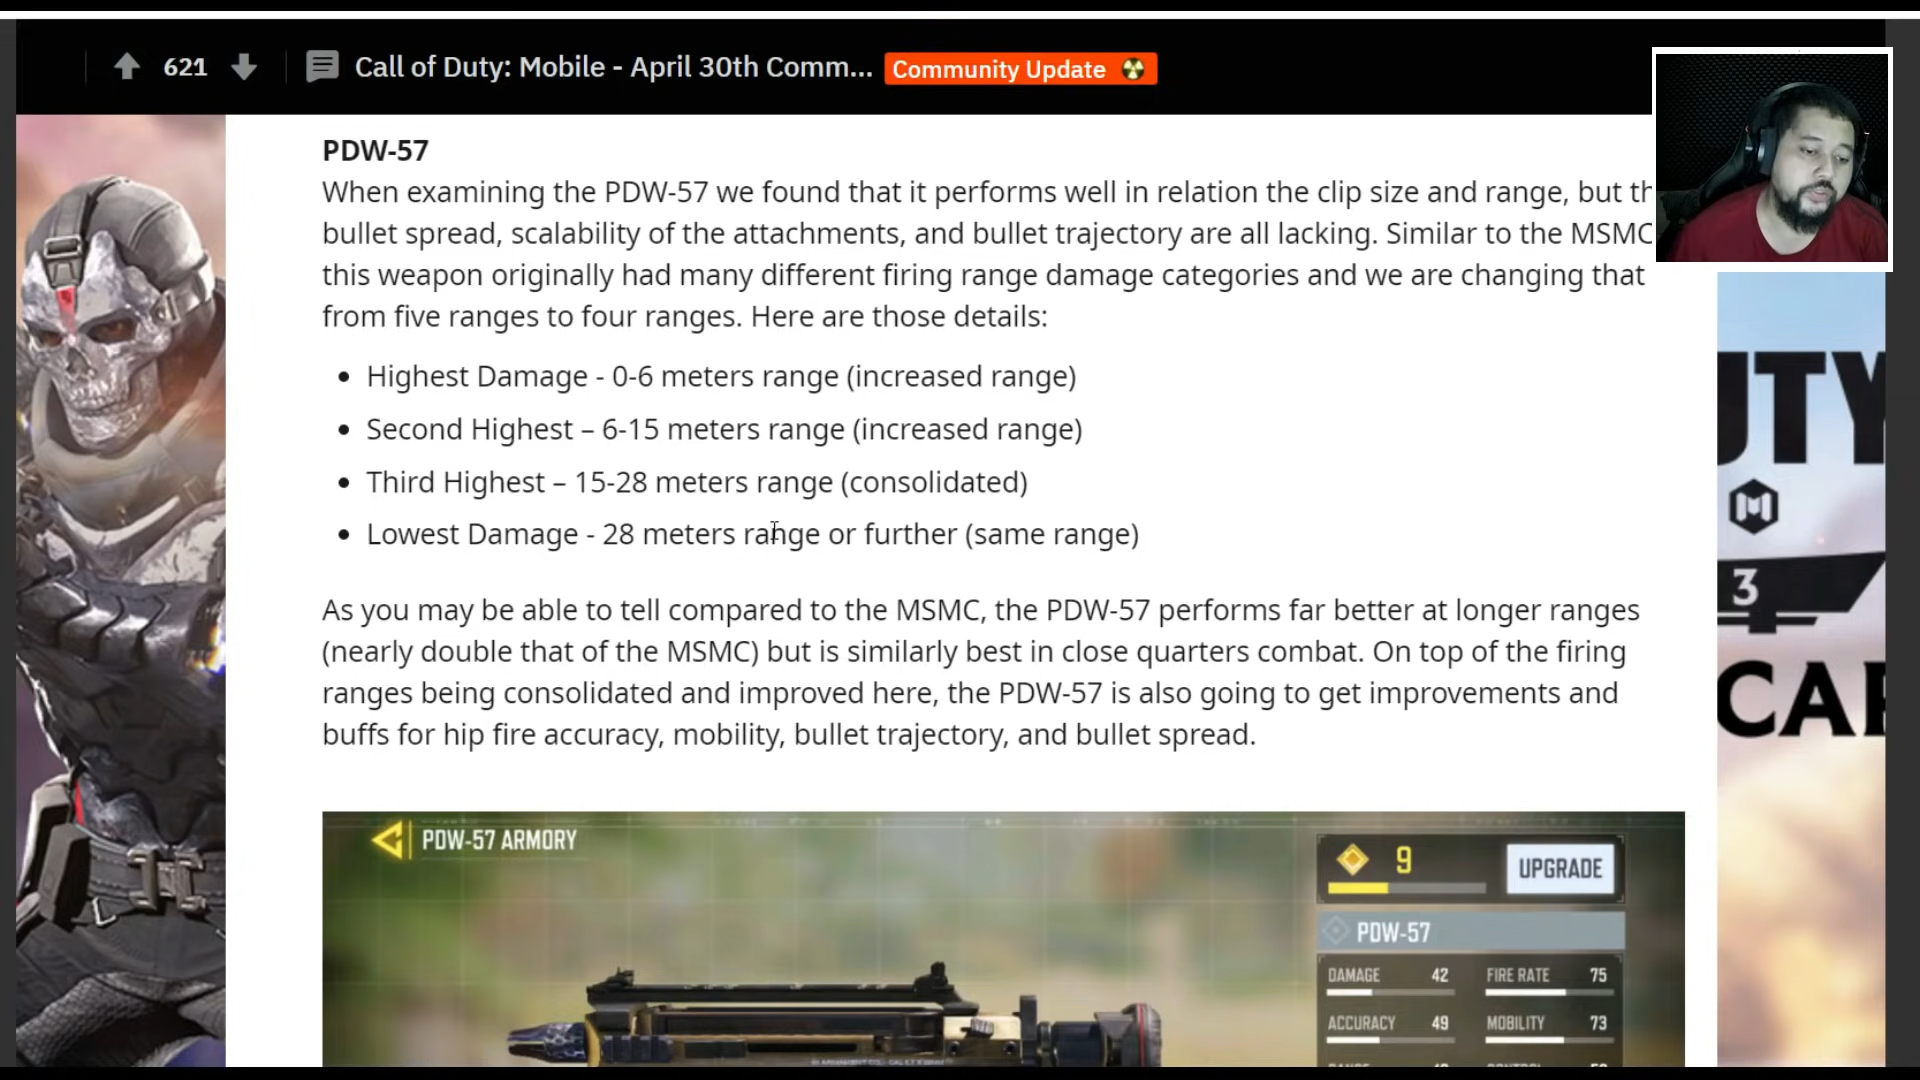 621
Call of Duty: Mobile - April 30th Comm...
Community Update
PDW-57
When examining the PDW-57 we found that it performs well in relation the clip size and range, but th
bullet spread, scalability of the attachments, and bullet trajectory are all lacking. Similar to the MSMC
this weapon originally had many different firing range damage categories and we are changing that
from five ranges to four ranges. Here are those details:
• Highest Damage - 0-6 meters range (increased range)
• Second Highest – 6-15 meters range (increased range)
• Third Highest – 15-28 meters range (consolidated)
• Lowest Damage - 28 meters range or further (same range)
As you may be able to tell compared to the MSMC, the PDW-57 performs far better at longer ranges
(nearly double that of the MSMC) but is similarly best in close quarters combat. On top of the firing
ranges being consolidated and improved here, the PDW-57 is also going to get improvements and
buffs for hip fire accuracy, mobility, bullet trajectory, and bullet spread.
UTY
3
CAP
PDW-57 ARMORY
9
UPGRADE
PDW-57
DAMAGE 42 FIRE RATE 75
ACCURACY 49 MOBILITY 73